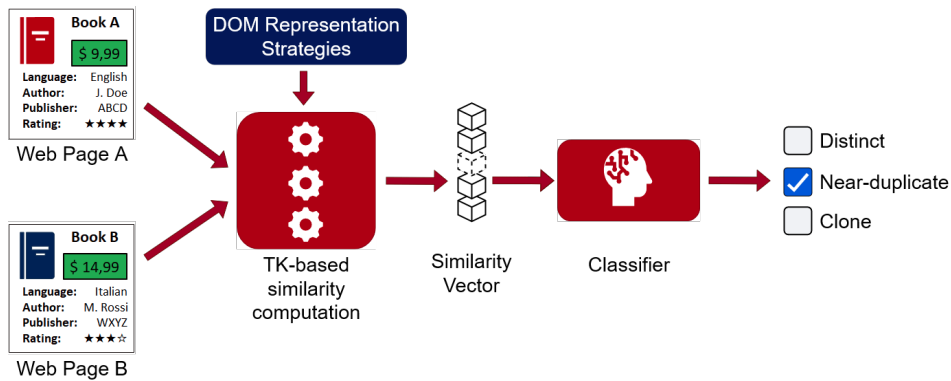 Book A
$ 9,99
Language: English
Author: J. Doe
Publisher: ABCD
Rating: ★★★★
Web Page A
DOM Representation
Strategies
Book B
$ 14,99
Language: Italian
Author: M. Rossi
Publisher: WXYZ
Rating: ★★★☆
Web Page B
TK-based
similarity
computation
Similarity
Vector
Classifier
Distinct
Near-duplicate
Clone